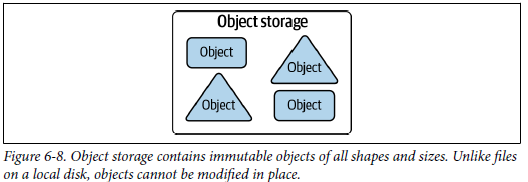 Object storage
Object
Object
Object
Object
Figure 6-8. Object storage contains immutable objects of all shapes and sizes. Unlike files
on a local disk, objects cannot be modified in place.